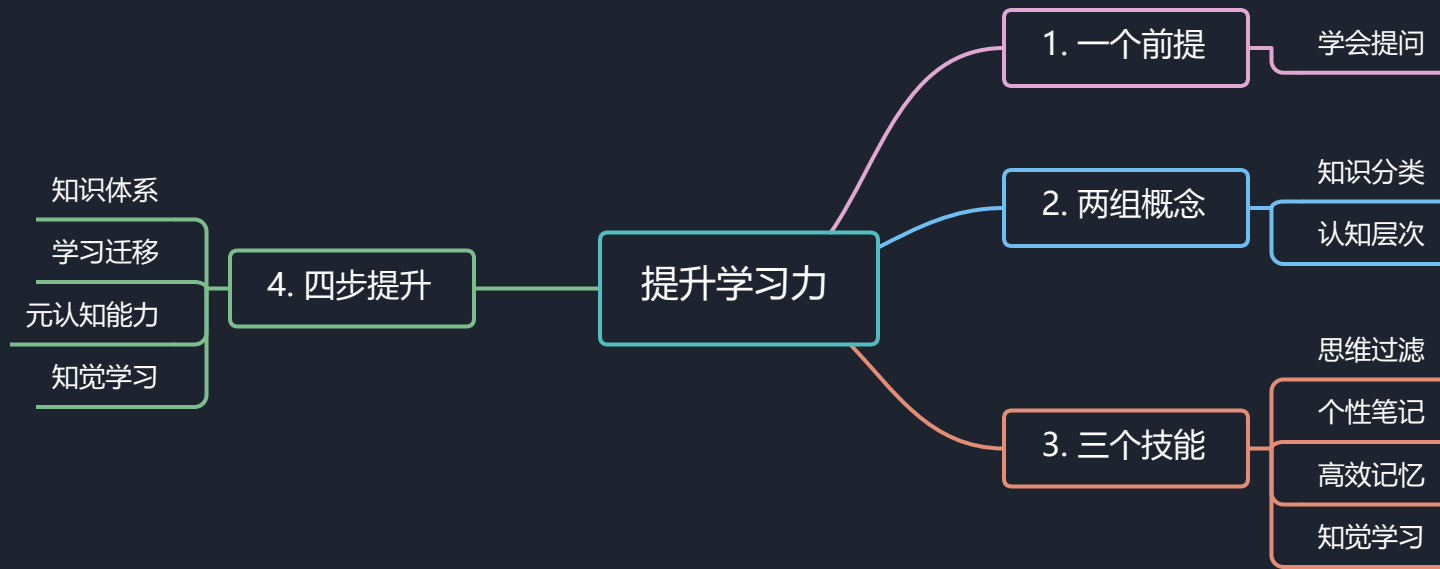 提升学习力
1. 一个前提
学会提问
2. 两组概念
知识分类
认知层次
3. 三个技能
思维过滤
个性笔记
高效记忆
知觉学习
4. 四步提升
知识体系
学习迁移
元认知能力
知觉学习